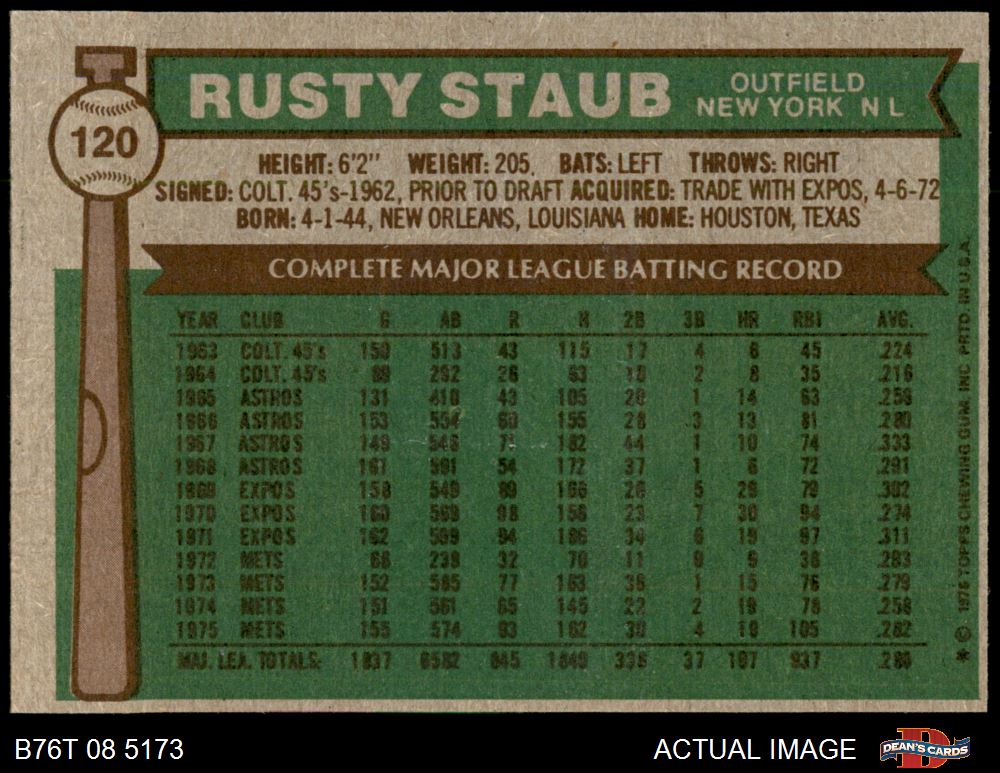 RUSTY STAUB
OUTFIELD
NEW YORK N L
120
HEIGHT: 6'2" WEIGHT: 205. BATS: LEFT THROWS: RIGHT
SIGNED: COLT. 45's-1962, PRIOR TO DRAFT ACQUIRED: TRADE WITH EXPOS, 4-6-72
BORN: 4-1-44, NEW ORLEANS, LOUISIANA HOME: HOUSTON, TEXAS
COMPLETE MAJOR LEAGUE BATTING RECORD
YEAR CLUB G AB R H 2B 3B HR RBI AVG.
1963 COLT. 45's 150 513 43 115 17 4 6 45 .224
1964 COLT. 45's 89 292 26 63 10 2 8 35 .216
1965 ASTROS 131 410 43 105 20 1 14 63 .256
1966 ASTROS 153 554 60 155 28 3 13 81 .280
1967 ASTROS 149 546 71 182 44 1 10 74 .333
1968 ASTROS 161 591 54 172 37 1 6 72 .291
1969 EXPOS 158 549 89 166 26 5 29 79 .302
1970 EXPOS 160 569 98 156 23 7 30 94 .274
1971 EXPOS 162 599 94 186 34 6 19 97 .311
1972 METS 66 239 32 70 11 0 9 38 .293
1973 METS 152 585 77 163 36 1 15 76 .279
1974 METS 151 561 65 145 22 2 19 78 .258
1975 METS 155 574 93 162 30 4 19 105 .282
MAJ. LEA. TOTALS: 1837 6582 845 1840 338 37 197 937 .280
* © 1976 TOPPS CHEWING GUM, INC PRTD. IN U.S.A.
B76T 08 5173
ACTUAL IMAGE
DEAN'S CARDS